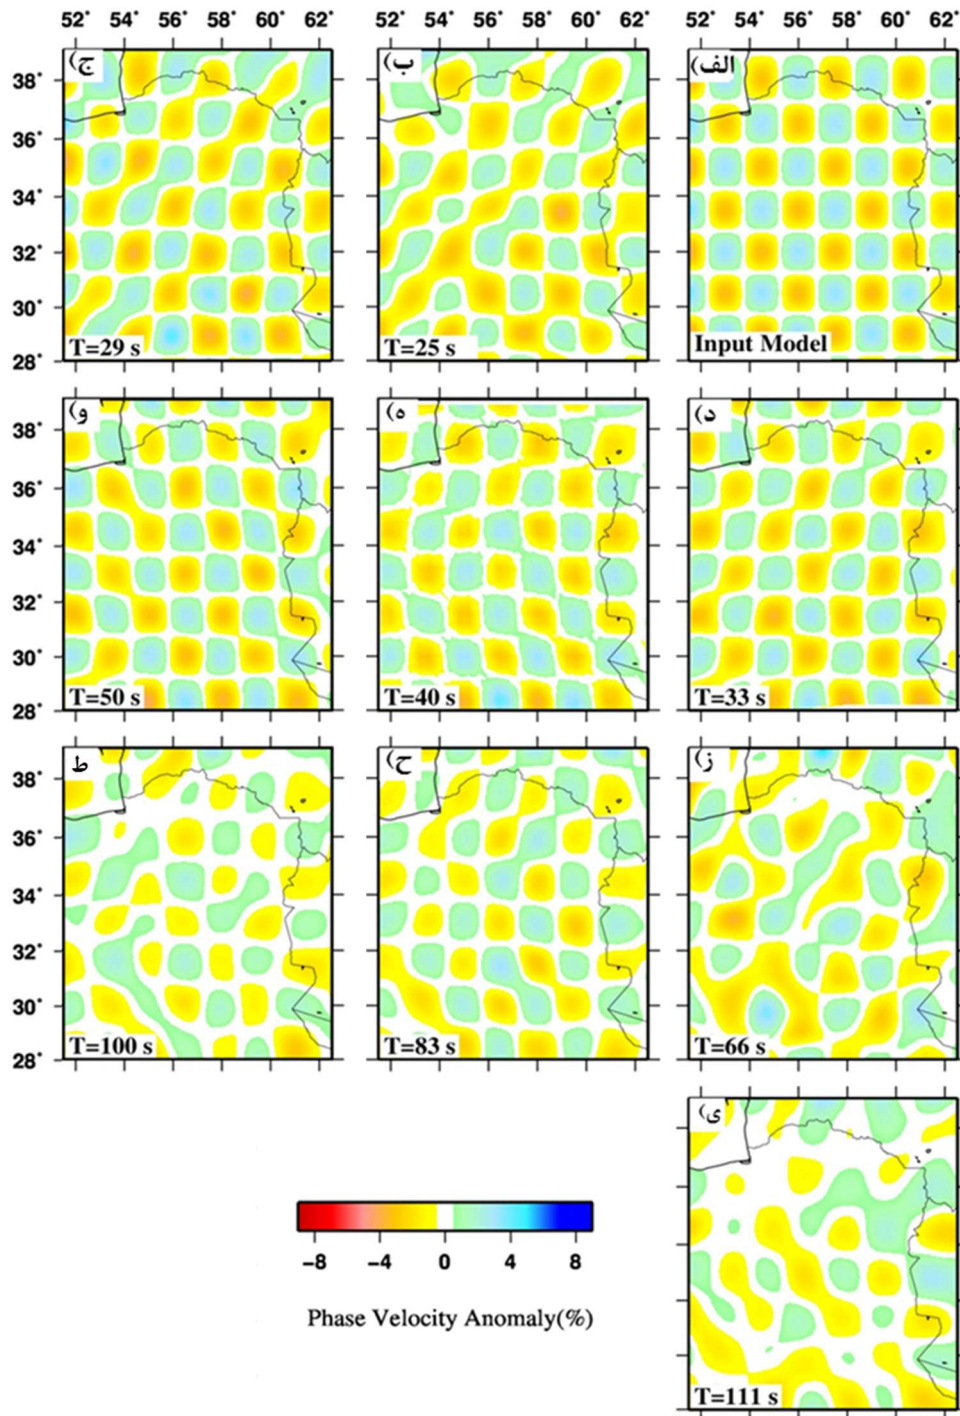 52° 54° 56° 58° 60° 62° 52° 54° 56° 58° 60° 62° 52° 54° 56° 58° 60° 62°
38°
36°
34°
32°
30°
28°
ج)
T=29 s
ب)
T=25 s
الف)
Input Model
38°
36°
34°
32°
30°
28°
و)
T=50 s
ه)
T=40 s
د)
T=33 s
38°
36°
34°
32°
30°
28°
ط
T=100 s
ح)
T=83 s
ز)
T=66 s
ی)
T=111 s
−8 −4 0 4 8
Phase Velocity Anomaly(%)